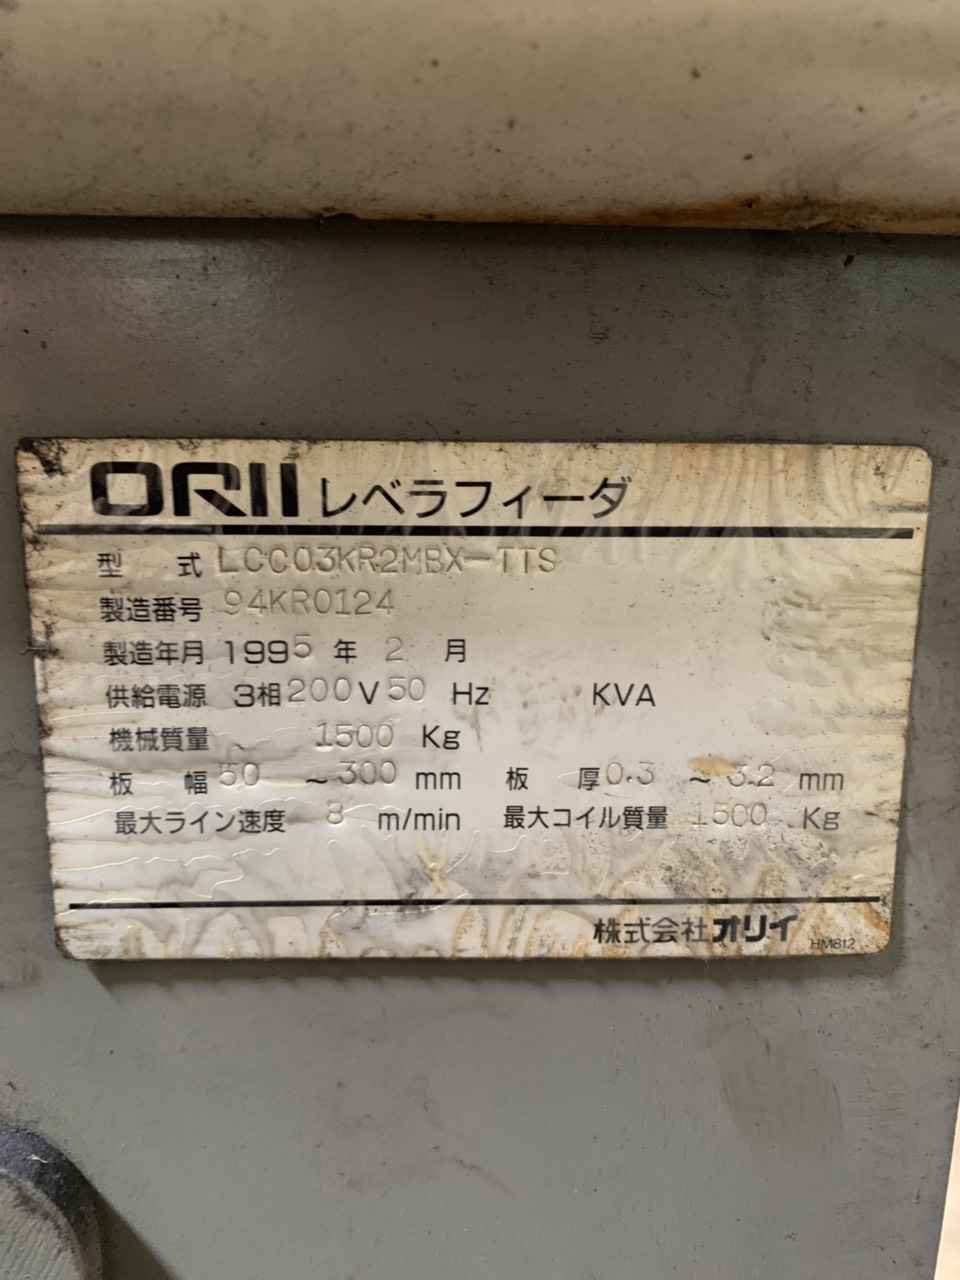 ORII レベラフィーダ
型 式 LCC03KR2MBX-TTS
製造番号 94KR0124
製造年月 1995 年 2 月
供給電源 3相 200 V 50 Hz KVA
機械質量 1500 Kg
板 幅 50 ~ 300 mm 板 厚 0.3 ~ 3.2 mm
最大ライン速度 8 m/min 最大コイル質量 1500 Kg
株式会社オリイ HM812